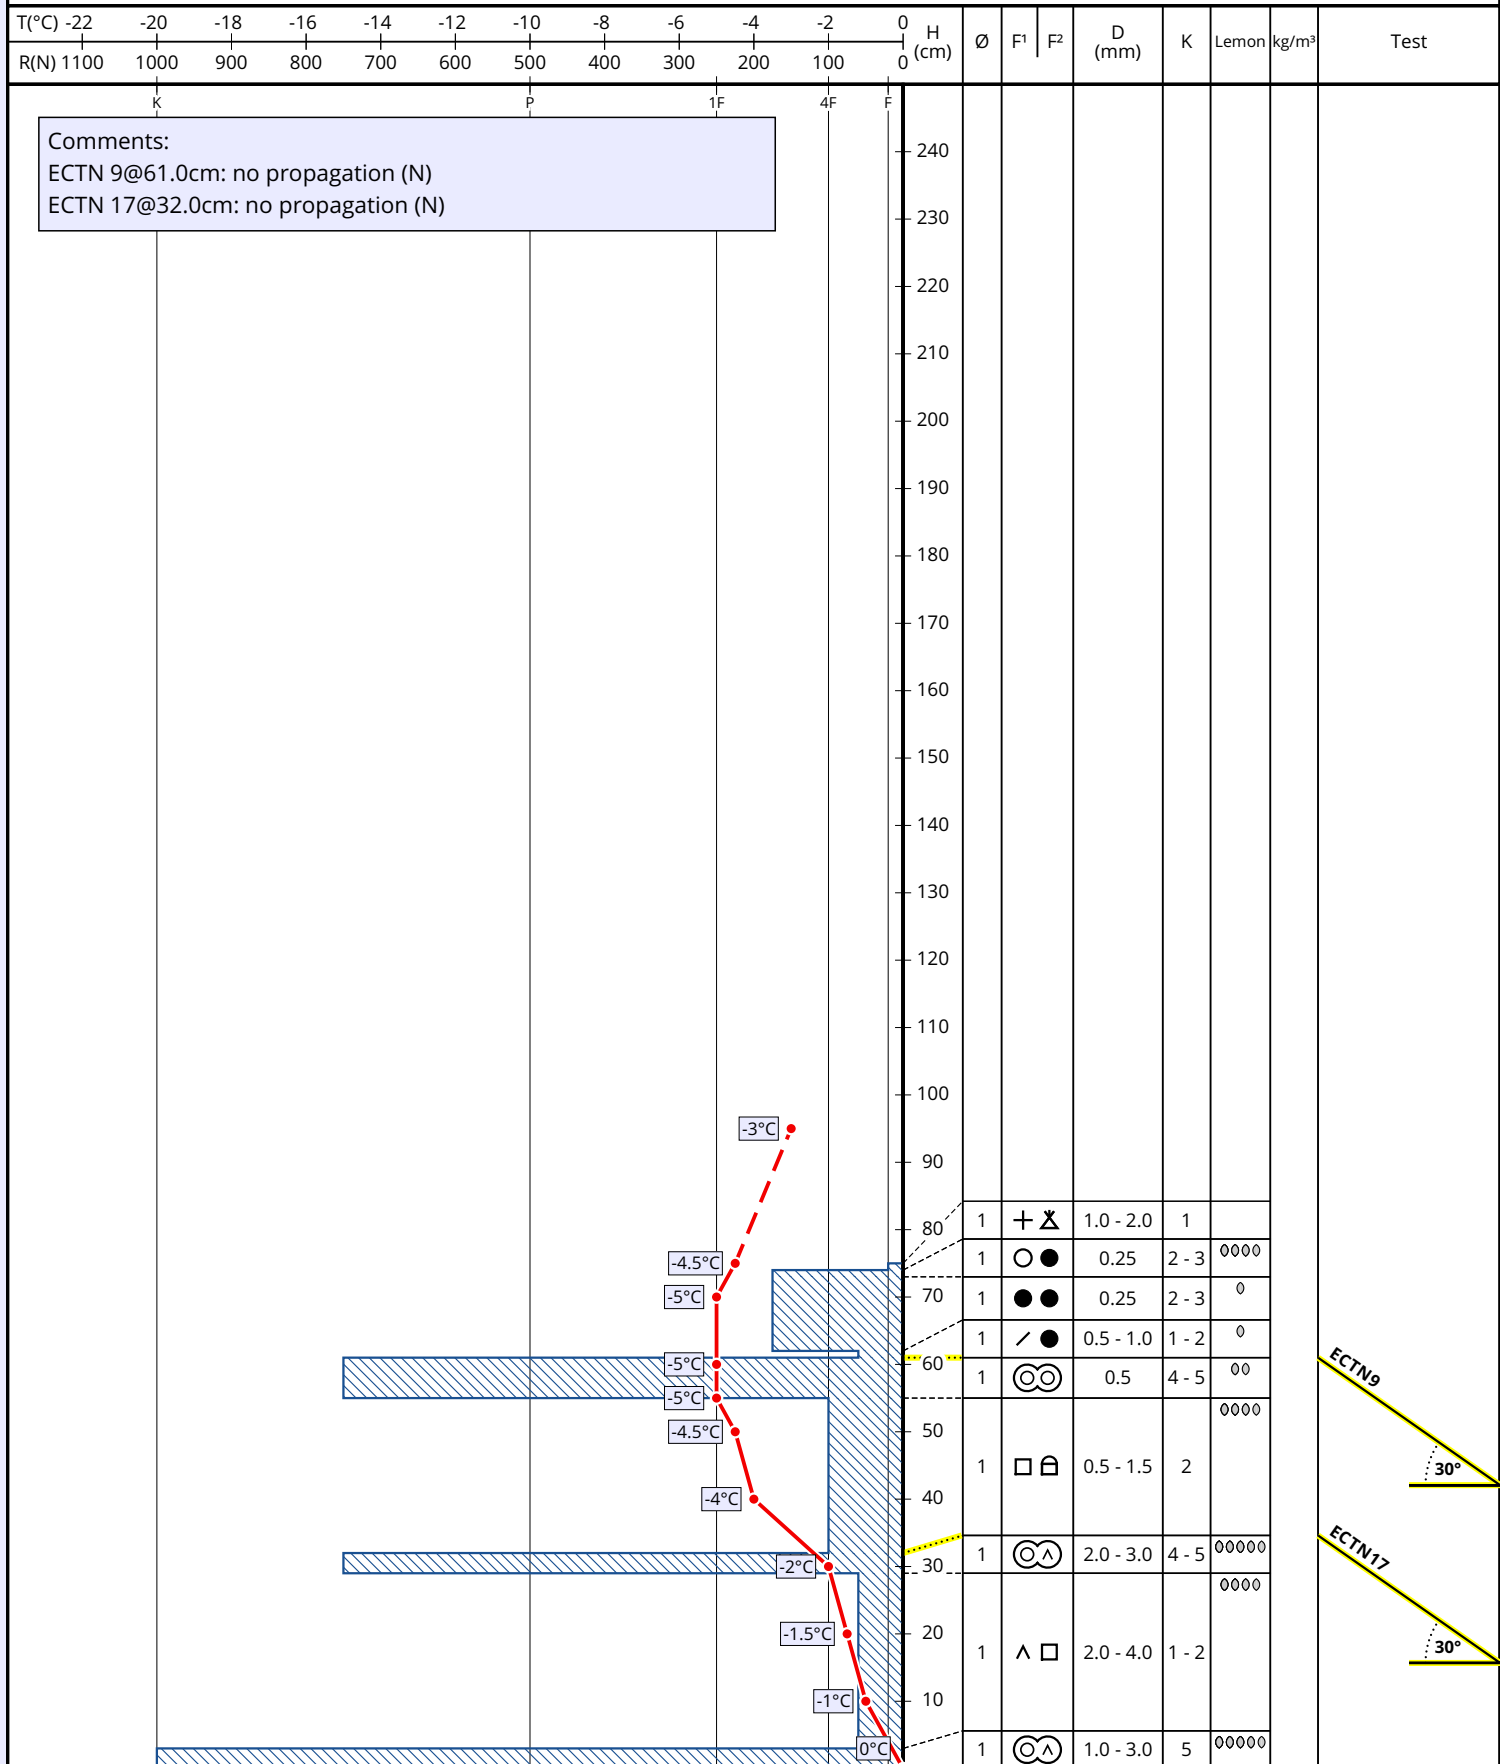 T(°C) -22 -20 -18 -16 -14 -12 -10 -8 -6 -4 -2 0
R(N) 1100 1000 900 800 700 600 500 400 300 200 100 0
H (cm) Ø F¹ F² D (mm) K Lemon kg/m³ Test
K P 1F 4F F
Comments:
ECTN 9@61.0cm: no propagation (N)
ECTN 17@32.0cm: no propagation (N)
240
230
220
210
200
190
180
170
160
150
140
130
120
110
100
-3°C
90
80
1 1.0 - 2.0 1
-4.5°C
1 0.25 2 - 3
-5°C 70
1 0.25 2 - 3
1 0.5 - 1.0 1 - 2
-5°C 60
ECTN9
1 0.5 4 - 5
-5°C
-4.5°C 50
1 0.5 - 1.5 2
30°
-4°C 40
ECTN17
1 2.0 - 3.0 4 - 5
-2°C 30
-1.5°C 20
30°
1 2.0 - 4.0 1 - 2
-1°C 10
0°C
1 1.0 - 3.0 5